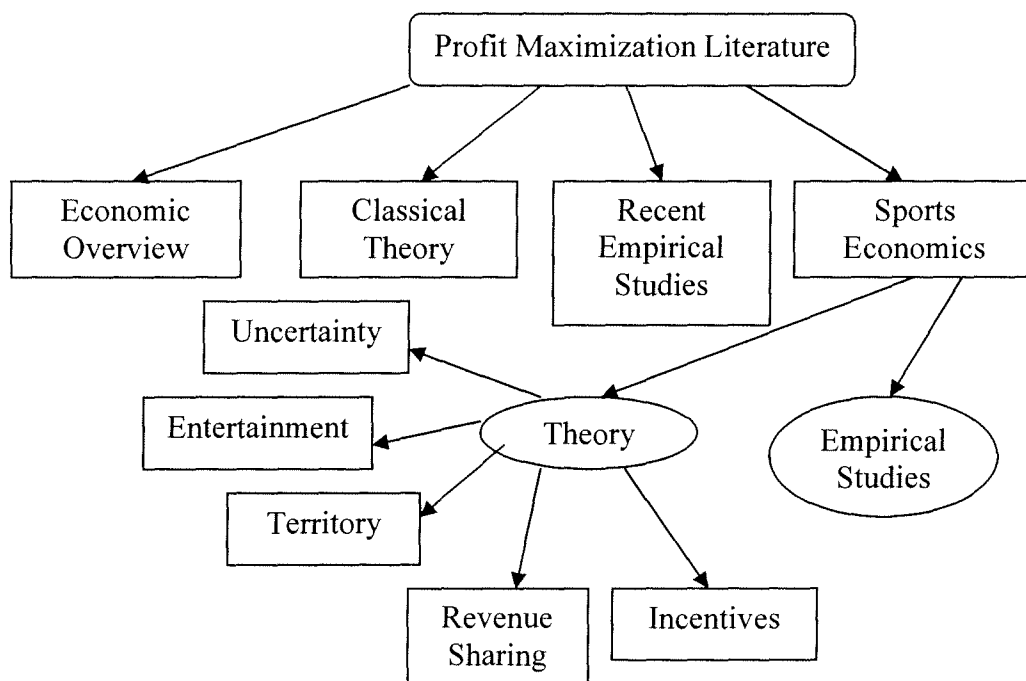 Profit Maximization Literature
Economic
Overview
Classical
Theory
Recent
Empirical
Studies
Sports
Economics
Uncertainty
Entertainment
Territory
Theory
Empirical
Studies
Revenue
Sharing
Incentives